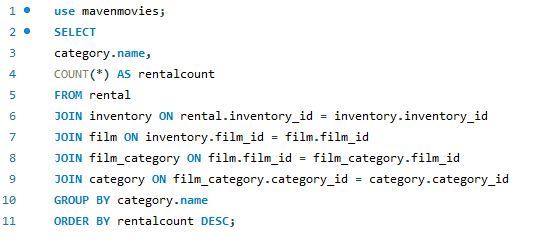 1 use mavenmovies;
2 SELECT
3 category.name,
4 COUNT(*) AS rentalcount
5 FROM rental
6 JOIN inventory ON rental.inventory_id = inventory.inventory_id
7 JOIN film ON inventory.film_id = film.film_id
8 JOIN film_category ON film.film_id = film_category.film_id
9 JOIN category ON film_category.category_id = category.category_id
10 GROUP BY category.name
11 ORDER BY rentalcount DESC;